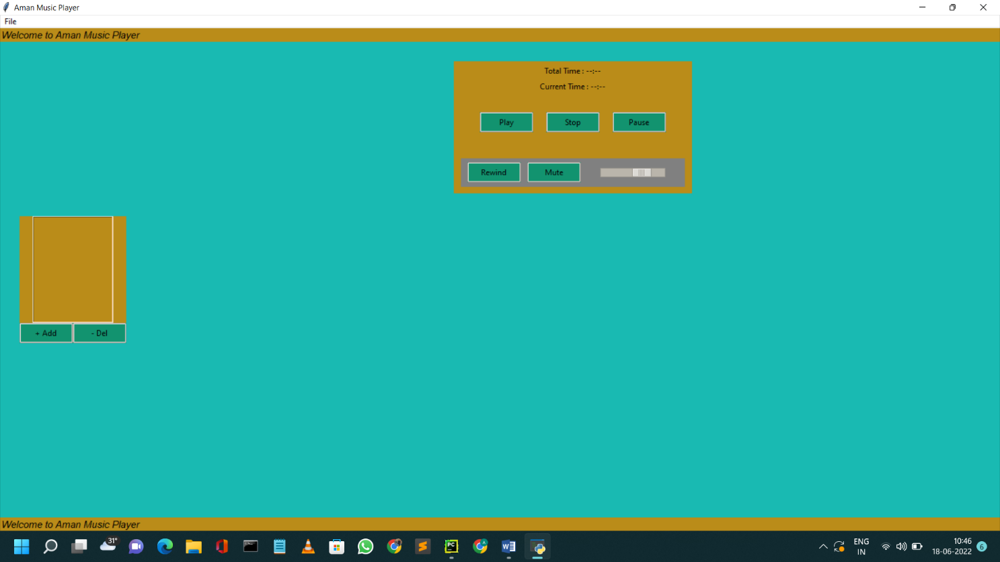 Aman Music Player
File
Welcome to Aman Music Player
Total Time : --:--
Current Time : --:--
Play Stop Pause
Rewind Mute
+ Add - Del
Welcome to Aman Music Player
31°
PC
W
ENG
IN
10:46
18-06-2022
6